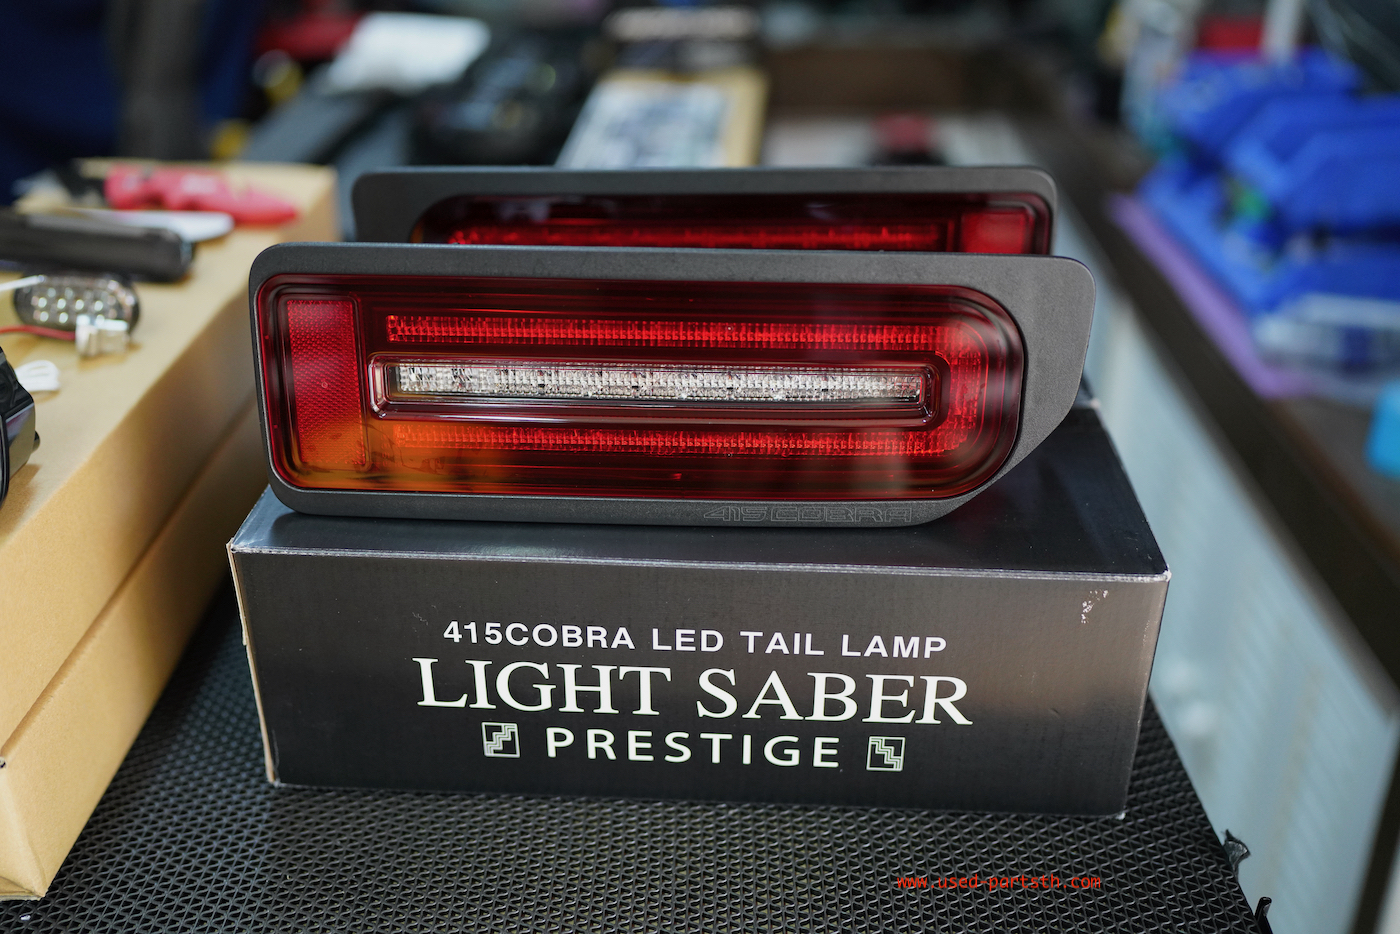 415COBRA
415COBRA LED TAIL LAMP
LIGHT SABER
PRESTIGE
www.used-partsth.com